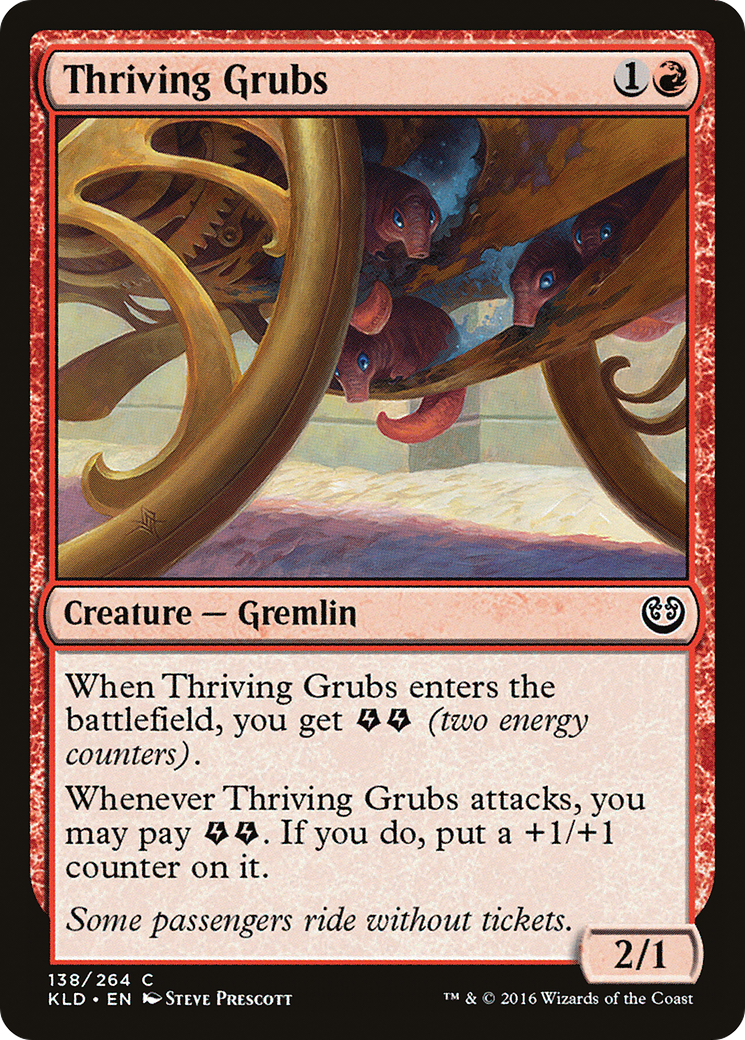 Thriving Grubs 1
Creature — Gremlin
When Thriving Grubs enters the
battlefield, you get (two energy
counters).
Whenever Thriving Grubs attacks, you
may pay . If you do, put a +1/+1
counter on it.
Some passengers ride without tickets.
2/1
138/264 C
KLD • EN Steve Prescott
™ & © 2016 Wizards of the Coast